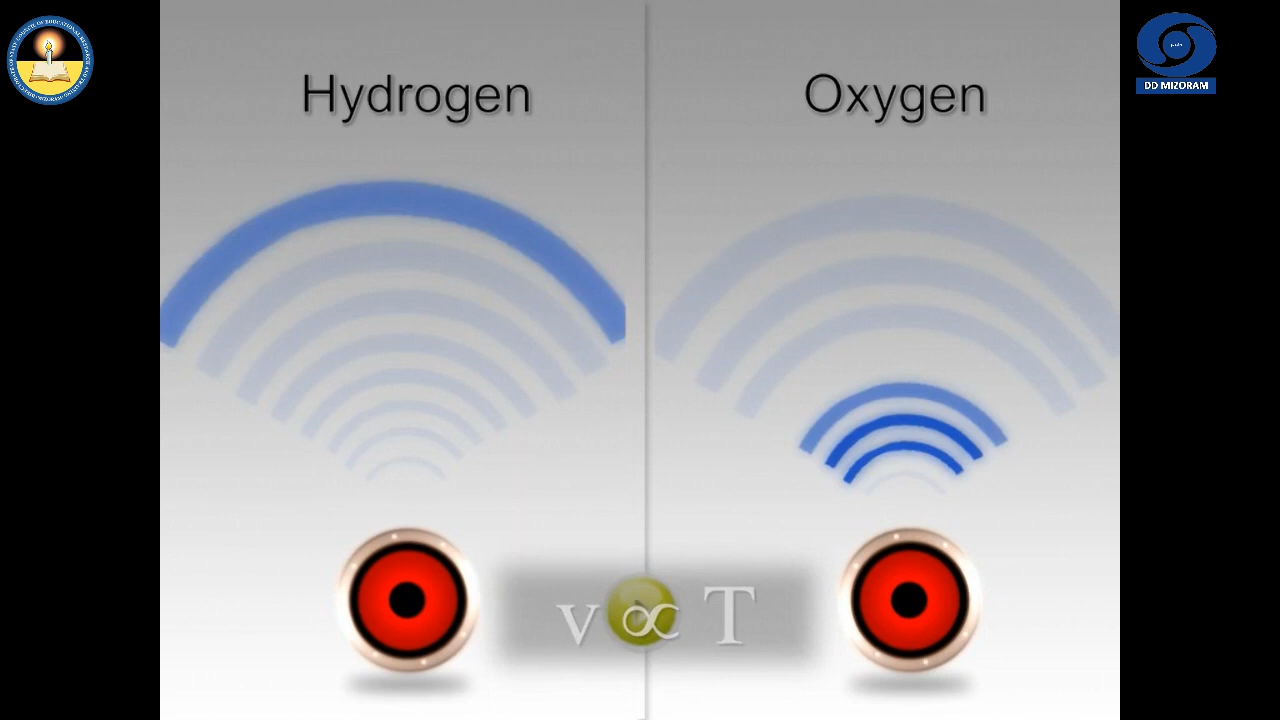 Hydrogen
Oxygen
v ∝ T
DD MIZORAM